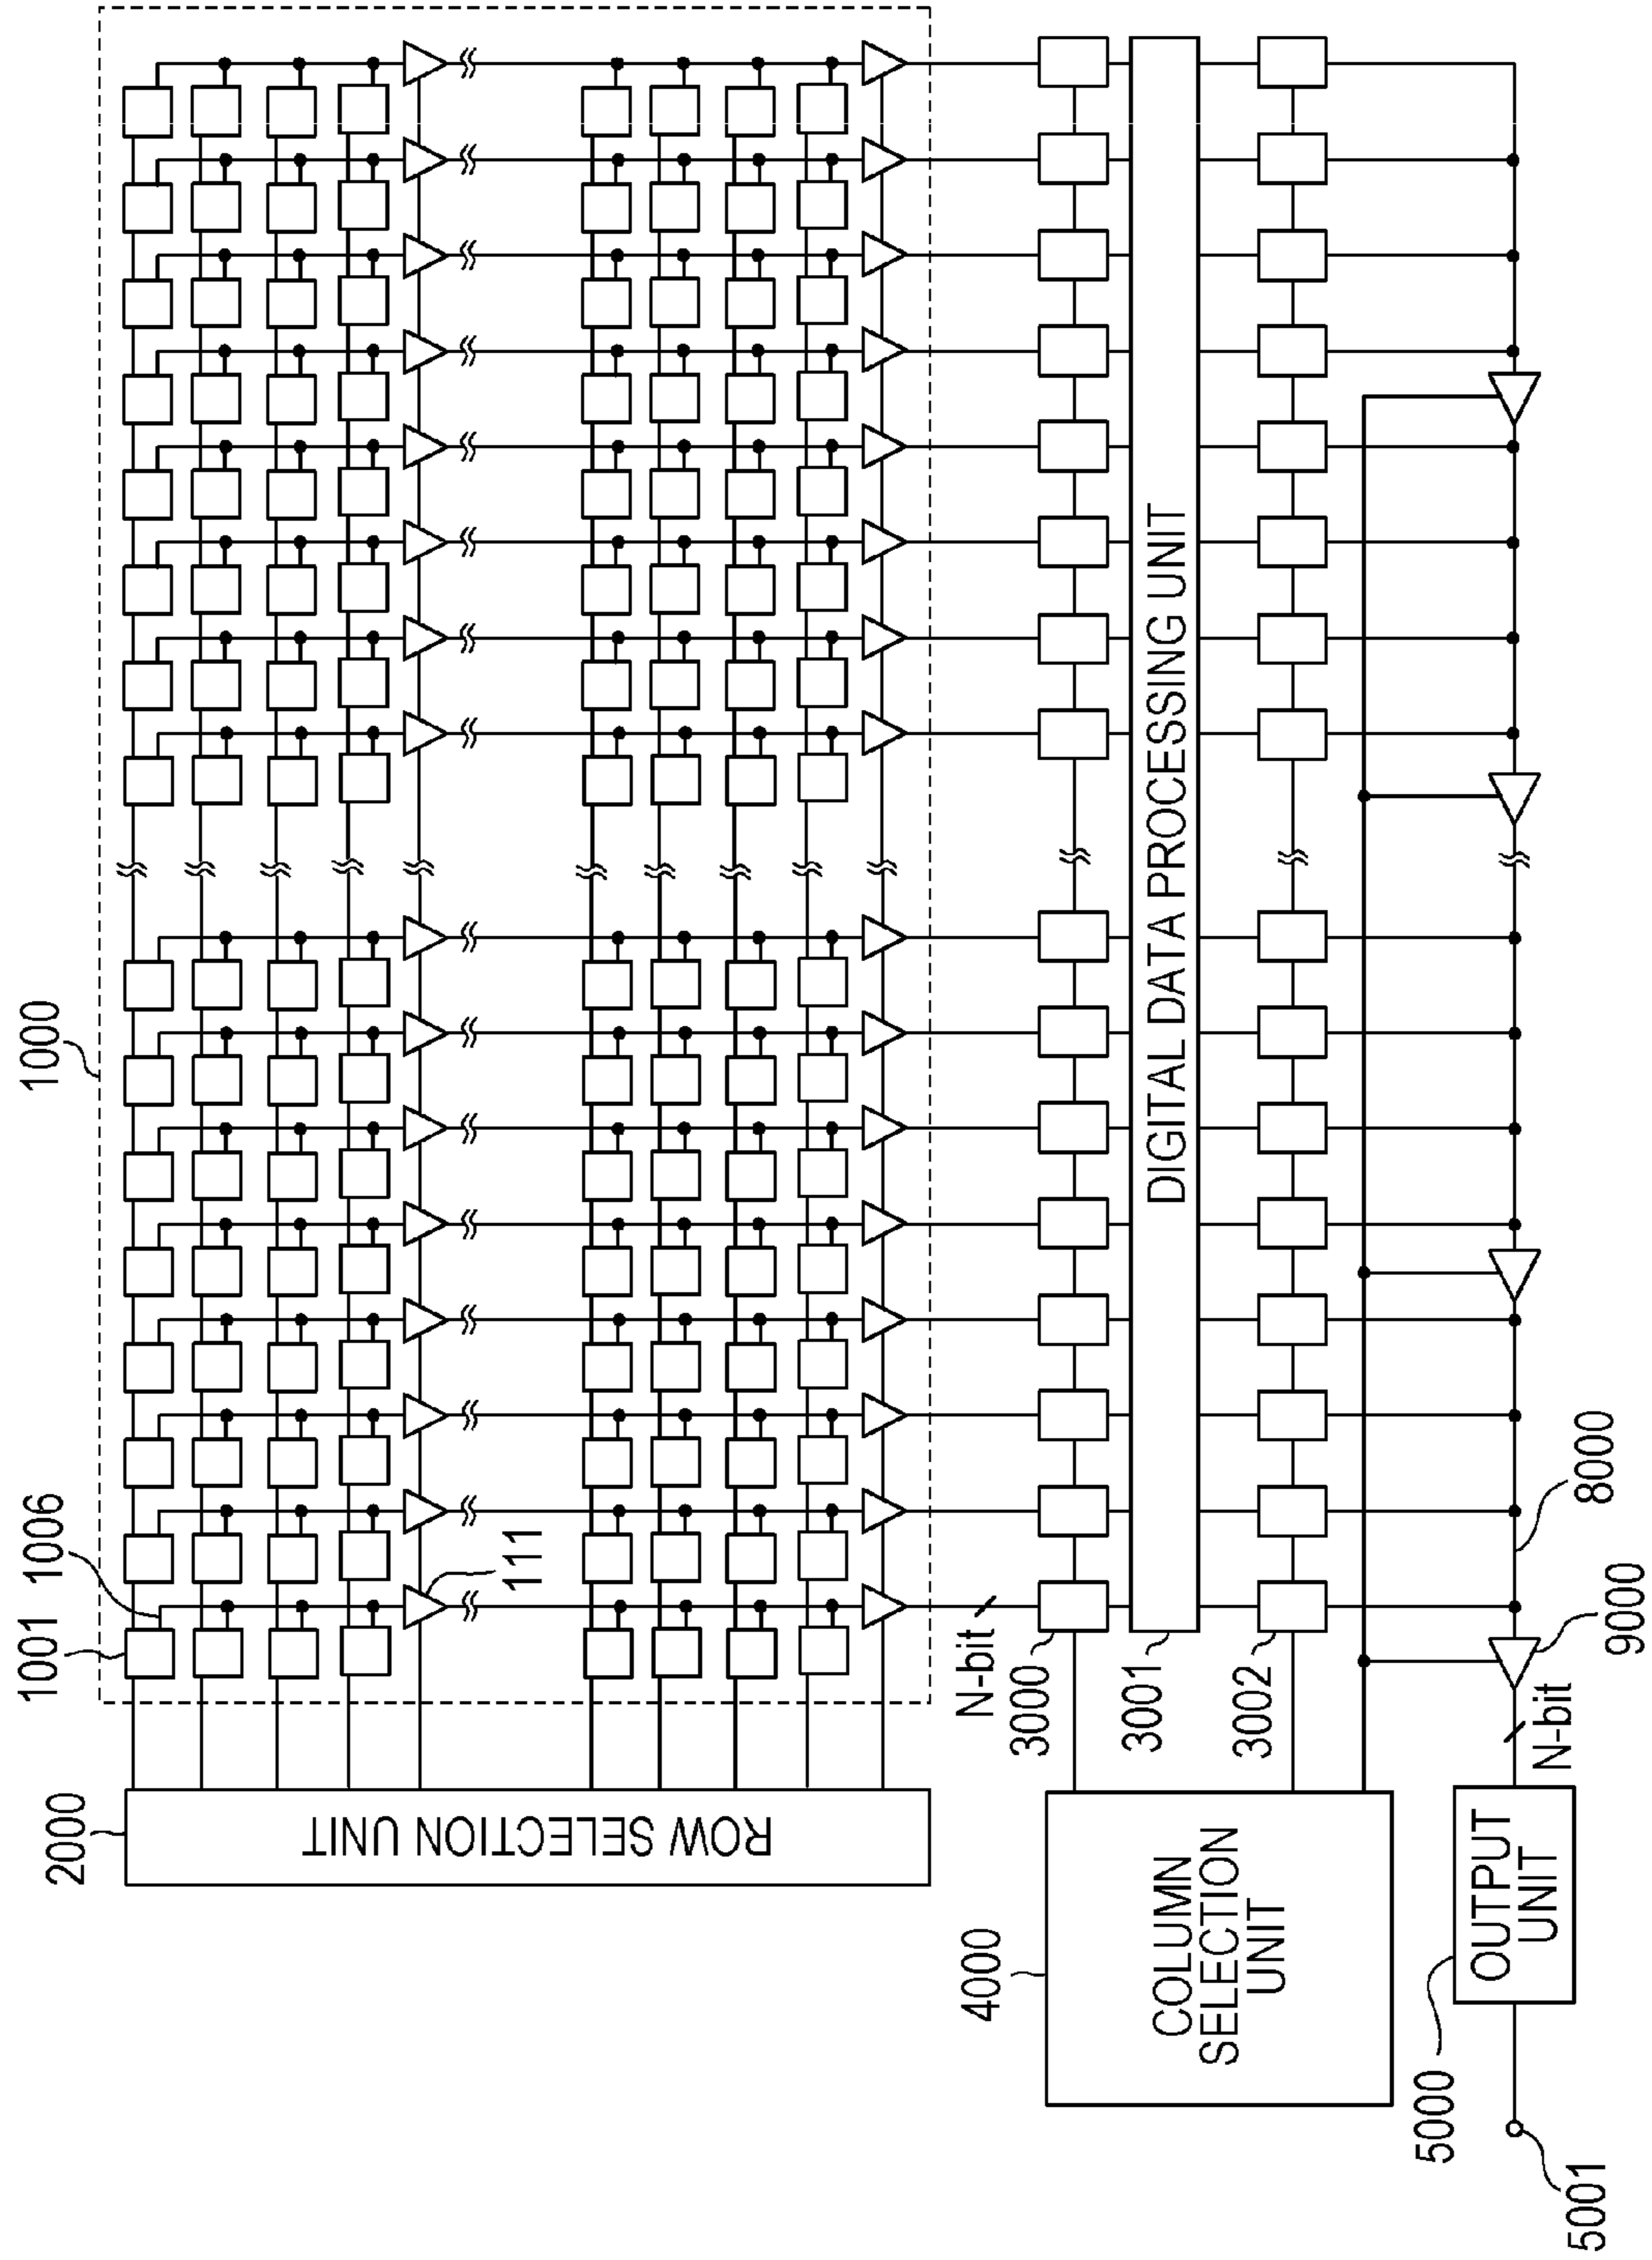 1000
1001
1006
111
2000
ROW SELECTION UNIT
N-bit
3000
3001
DIGITAL DATA PROCESSING UNIT
3002
4000
COLUMN
SELECTION
UNIT
8000
9000
N-bit
5000
OUTPUT
UNIT
5001